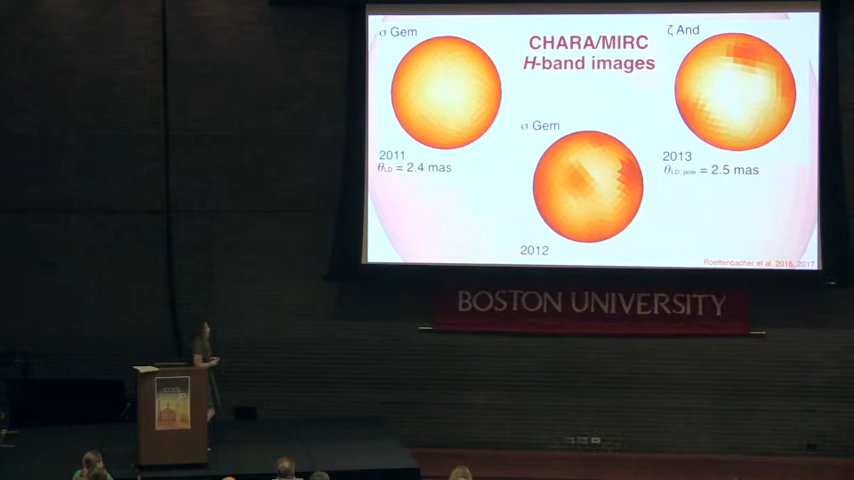 σ Gem
CHARA/MIRC
H-band images
ζ And
2011
θLD = 2.4 mas
σ Gem
2012
2013
θLD, pole = 2.5 mas
Roettenbacher et al. 2016, 2017
BOSTON UNIVERSITY
COOL